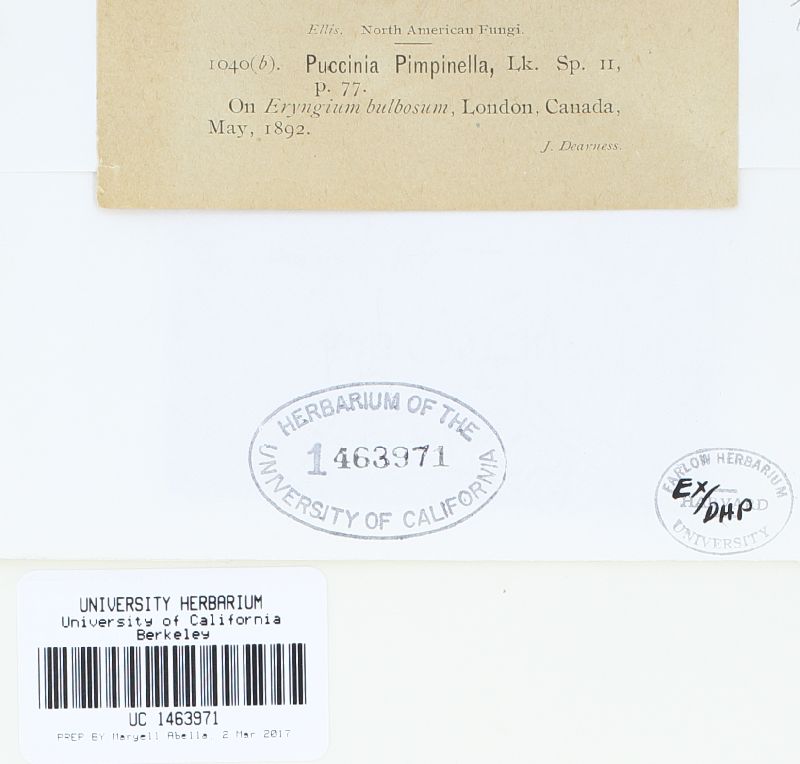 Ellis. North American Fungi.
1040(b). Puccinia Pimpinella, Lk. Sp. II,
p. 77.
On Eryngium bulbosum, London, Canada,
May, 1892.
J. Dearness.
HERBARIUM OF THE
1463971
UNIVERSITY OF CALIFORNIA
FARLOW HERBARIUM
HARVARD
UNIVERSITY
EX/DHP
UNIVERSITY HERBARIUM
University of California
Berkeley
UC 1463971
PREP BY Maryell Abella, 2 Mar 2017